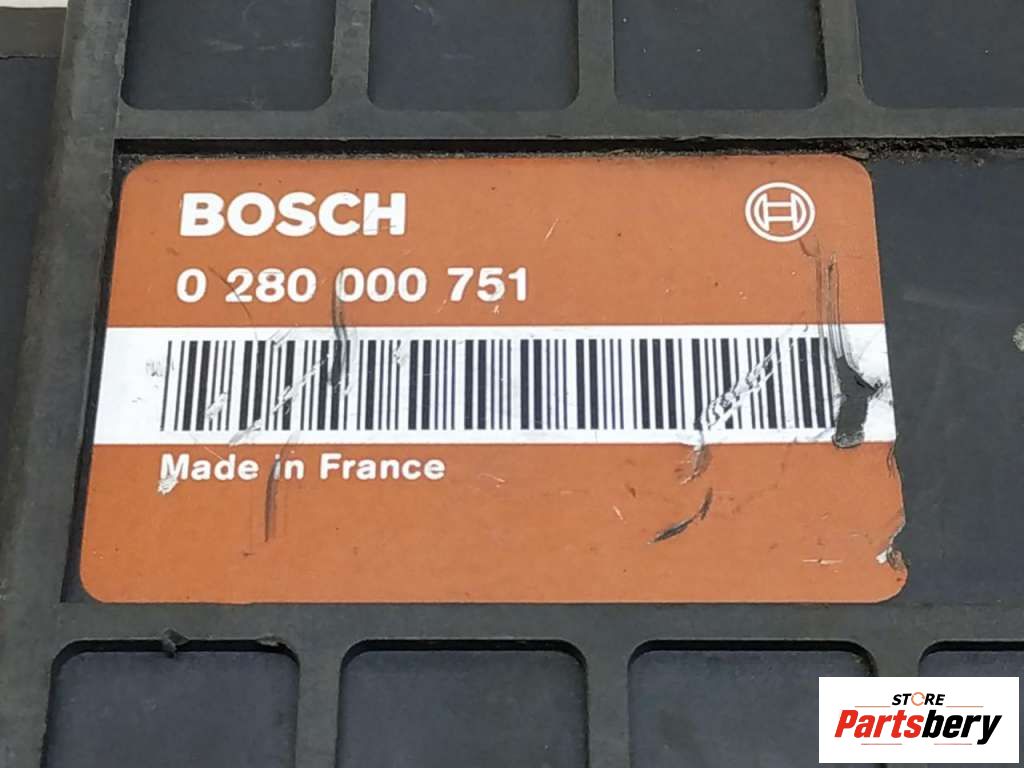 BOSCH
0 280 000 751
Made in France
STORE
Partsbery